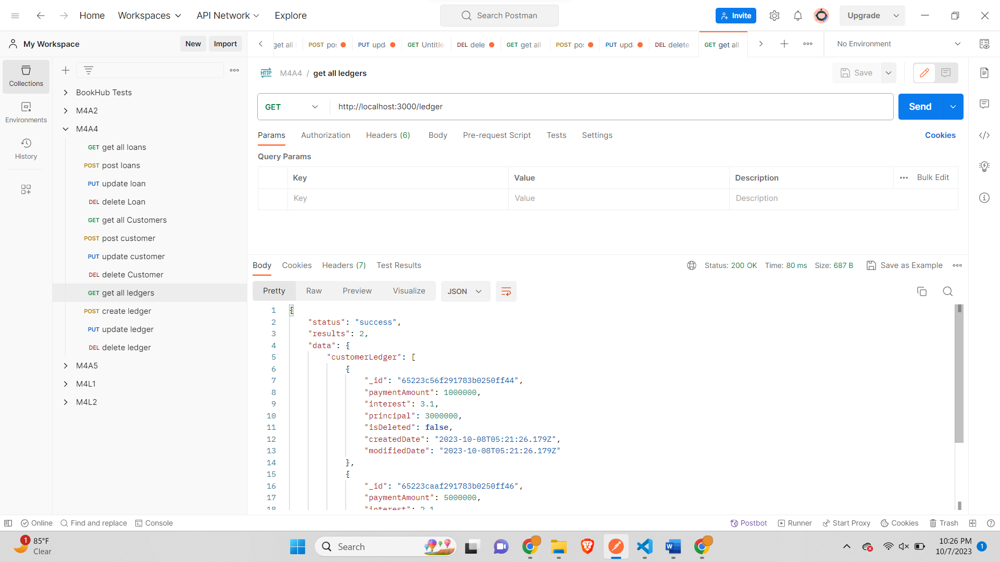 Home Workspaces API Network Explore Search Postman Invite Upgrade
My Workspace New Import get all POST pos PUT upda GET Untitle DEL dele GET get all POST pos PUT upda DEL delete GET get all No Environment
Collections
Environments
History
BookHub Tests
M4A2
M4A4
GET get all loans
POST post loans
PUT update loan
DEL delete Loan
GET get all Customers
POST post customer
PUT update customer
DEL delete Customer
GET get all ledgers
POST create ledger
PUT update ledger
DEL delete ledger
M4A5
M4L1
M4L2
HTTP M4A4 / get all ledgers Save
GET http://localhost:3000/ledger Send
Params Authorization Headers (6) Body Pre-request Script Tests Settings Cookies
Query Params
Key Value Description Bulk Edit
Key Value Description
Body Cookies Headers (7) Test Results Status: 200 OK Time: 80 ms Size: 687 B Save as Example
Pretty Raw Preview Visualize JSON
1 {
2 "status": "success",
3 "results": 2,
4 "data": {
5 "customerLedger": [
6 {
7 "_id": "65223c56f291783b0250ff44",
8 "paymentAmount": 1000000,
9 "interest": 3.1,
10 "principal": 3000000,
11 "isDeleted": false,
12 "createdDate": "2023-10-08T05:21:26.179Z",
13 "modifiedDate": "2023-10-08T05:21:26.179Z"
14 },
15 {
16 "_id": "65223caaf291783b0250ff46",
17 "paymentAmount": 5000000,
18 "interest": 2.1
Online Find and replace Console Postbot Runner Start Proxy Cookies Trash
1 85°F
Clear
Search
10:26 PM
10/7/2023
1